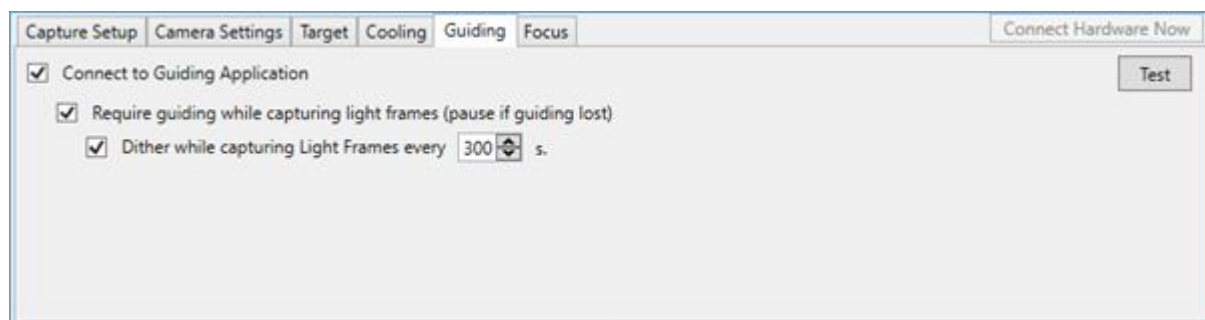 Capture Setup Camera Settings Target Cooling Guiding Focus Connect Hardware Now
Connect to Guiding Application Test
Require guiding while capturing light frames (pause if guiding lost)
Dither while capturing Light Frames every 300 s.